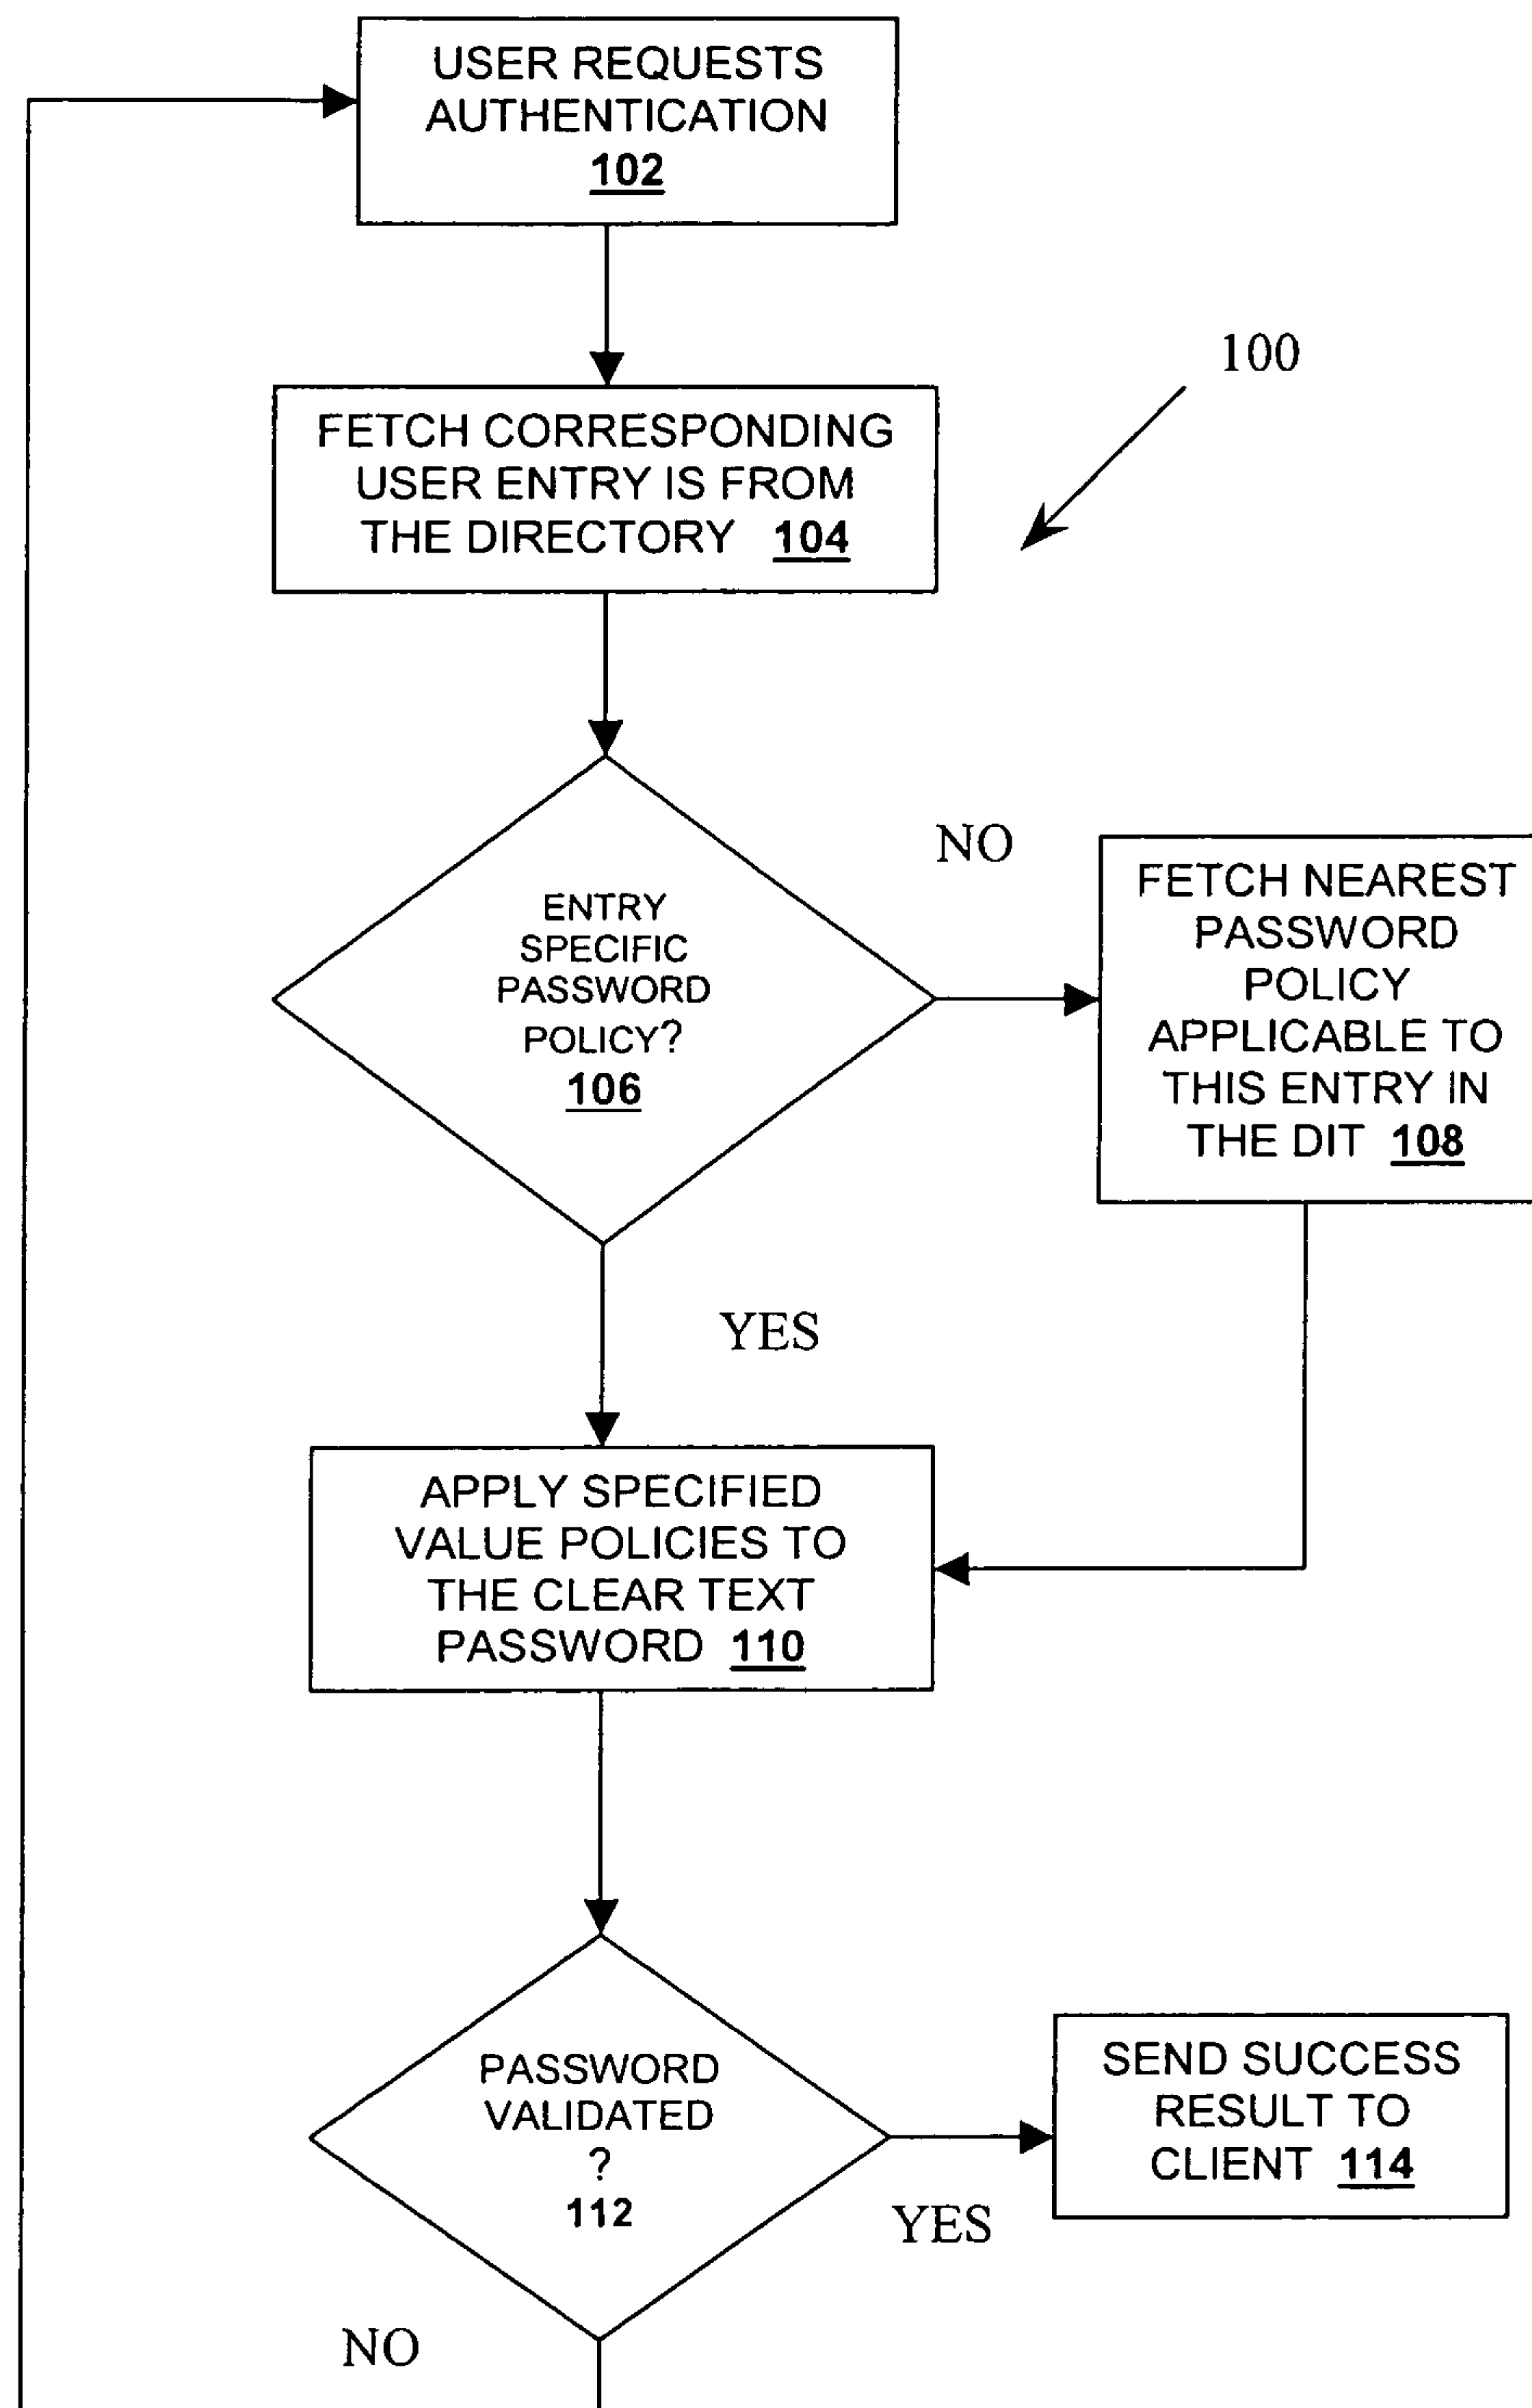 USER REQUESTS
AUTHENTICATION
102
100
FETCH CORRESPONDING
USER ENTRY IS FROM
THE DIRECTORY 104
NO
ENTRY
SPECIFIC
PASSWORD
POLICY?
106
FETCH NEAREST
PASSWORD
POLICY
APPLICABLE TO
THIS ENTRY IN
THE DIT 108
YES
APPLY SPECIFIED
VALUE POLICIES TO
THE CLEAR TEXT
PASSWORD 110
PASSWORD
VALIDATED
?
112
SEND SUCCESS
RESULT TO
CLIENT 114
YES
NO